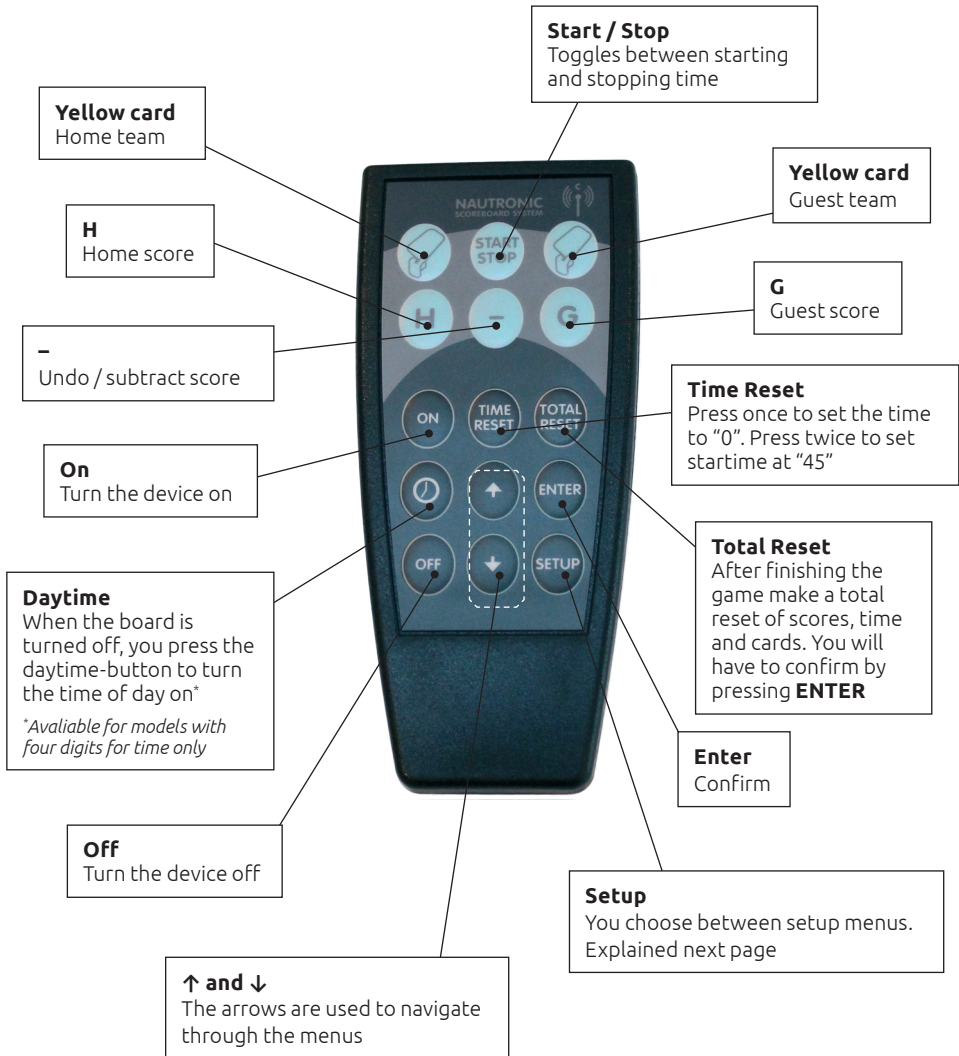 Start / Stop
Toggles between starting
and stopping time
Yellow card
Home team
Yellow card
Guest team
H
Home score
G
Guest score
–
Undo / subtract score
Time Reset
Press once to set the time
to “0”. Press twice to set
startime at “45”
On
Turn the device on
Total Reset
After finishing the
game make a total
reset of scores, time
and cards. You will
have to confirm by
pressing ENTER
Daytime
When the board is
turned off, you press the
daytime-button to turn
the time of day on*
*Avaliable for models with
four digits for time only
Enter
Confirm
Off
Turn the device off
Setup
You choose between setup menus.
Explained next page
↑ and ↓
The arrows are used to navigate
through the menus
NAUTRONIC
SCOREBOARD SYSTEM
C
START
STOP
H
–
G
ON
TIME
RESET
TOTAL
RESET
↑
ENTER
OFF
↓
SETUP